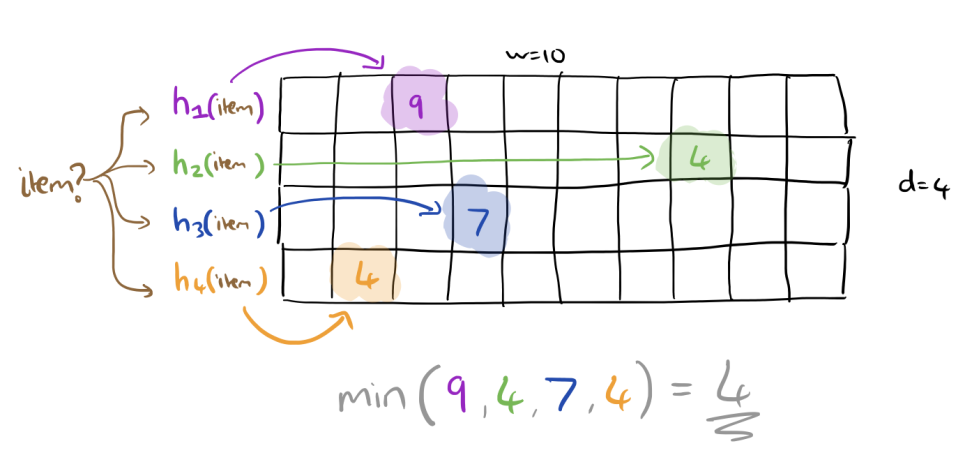 w=10
h1(item) 9
h2(item) 4
item?
d=4
h3(item) 7
h4(item) 4
min(9,4,7,4) = 4